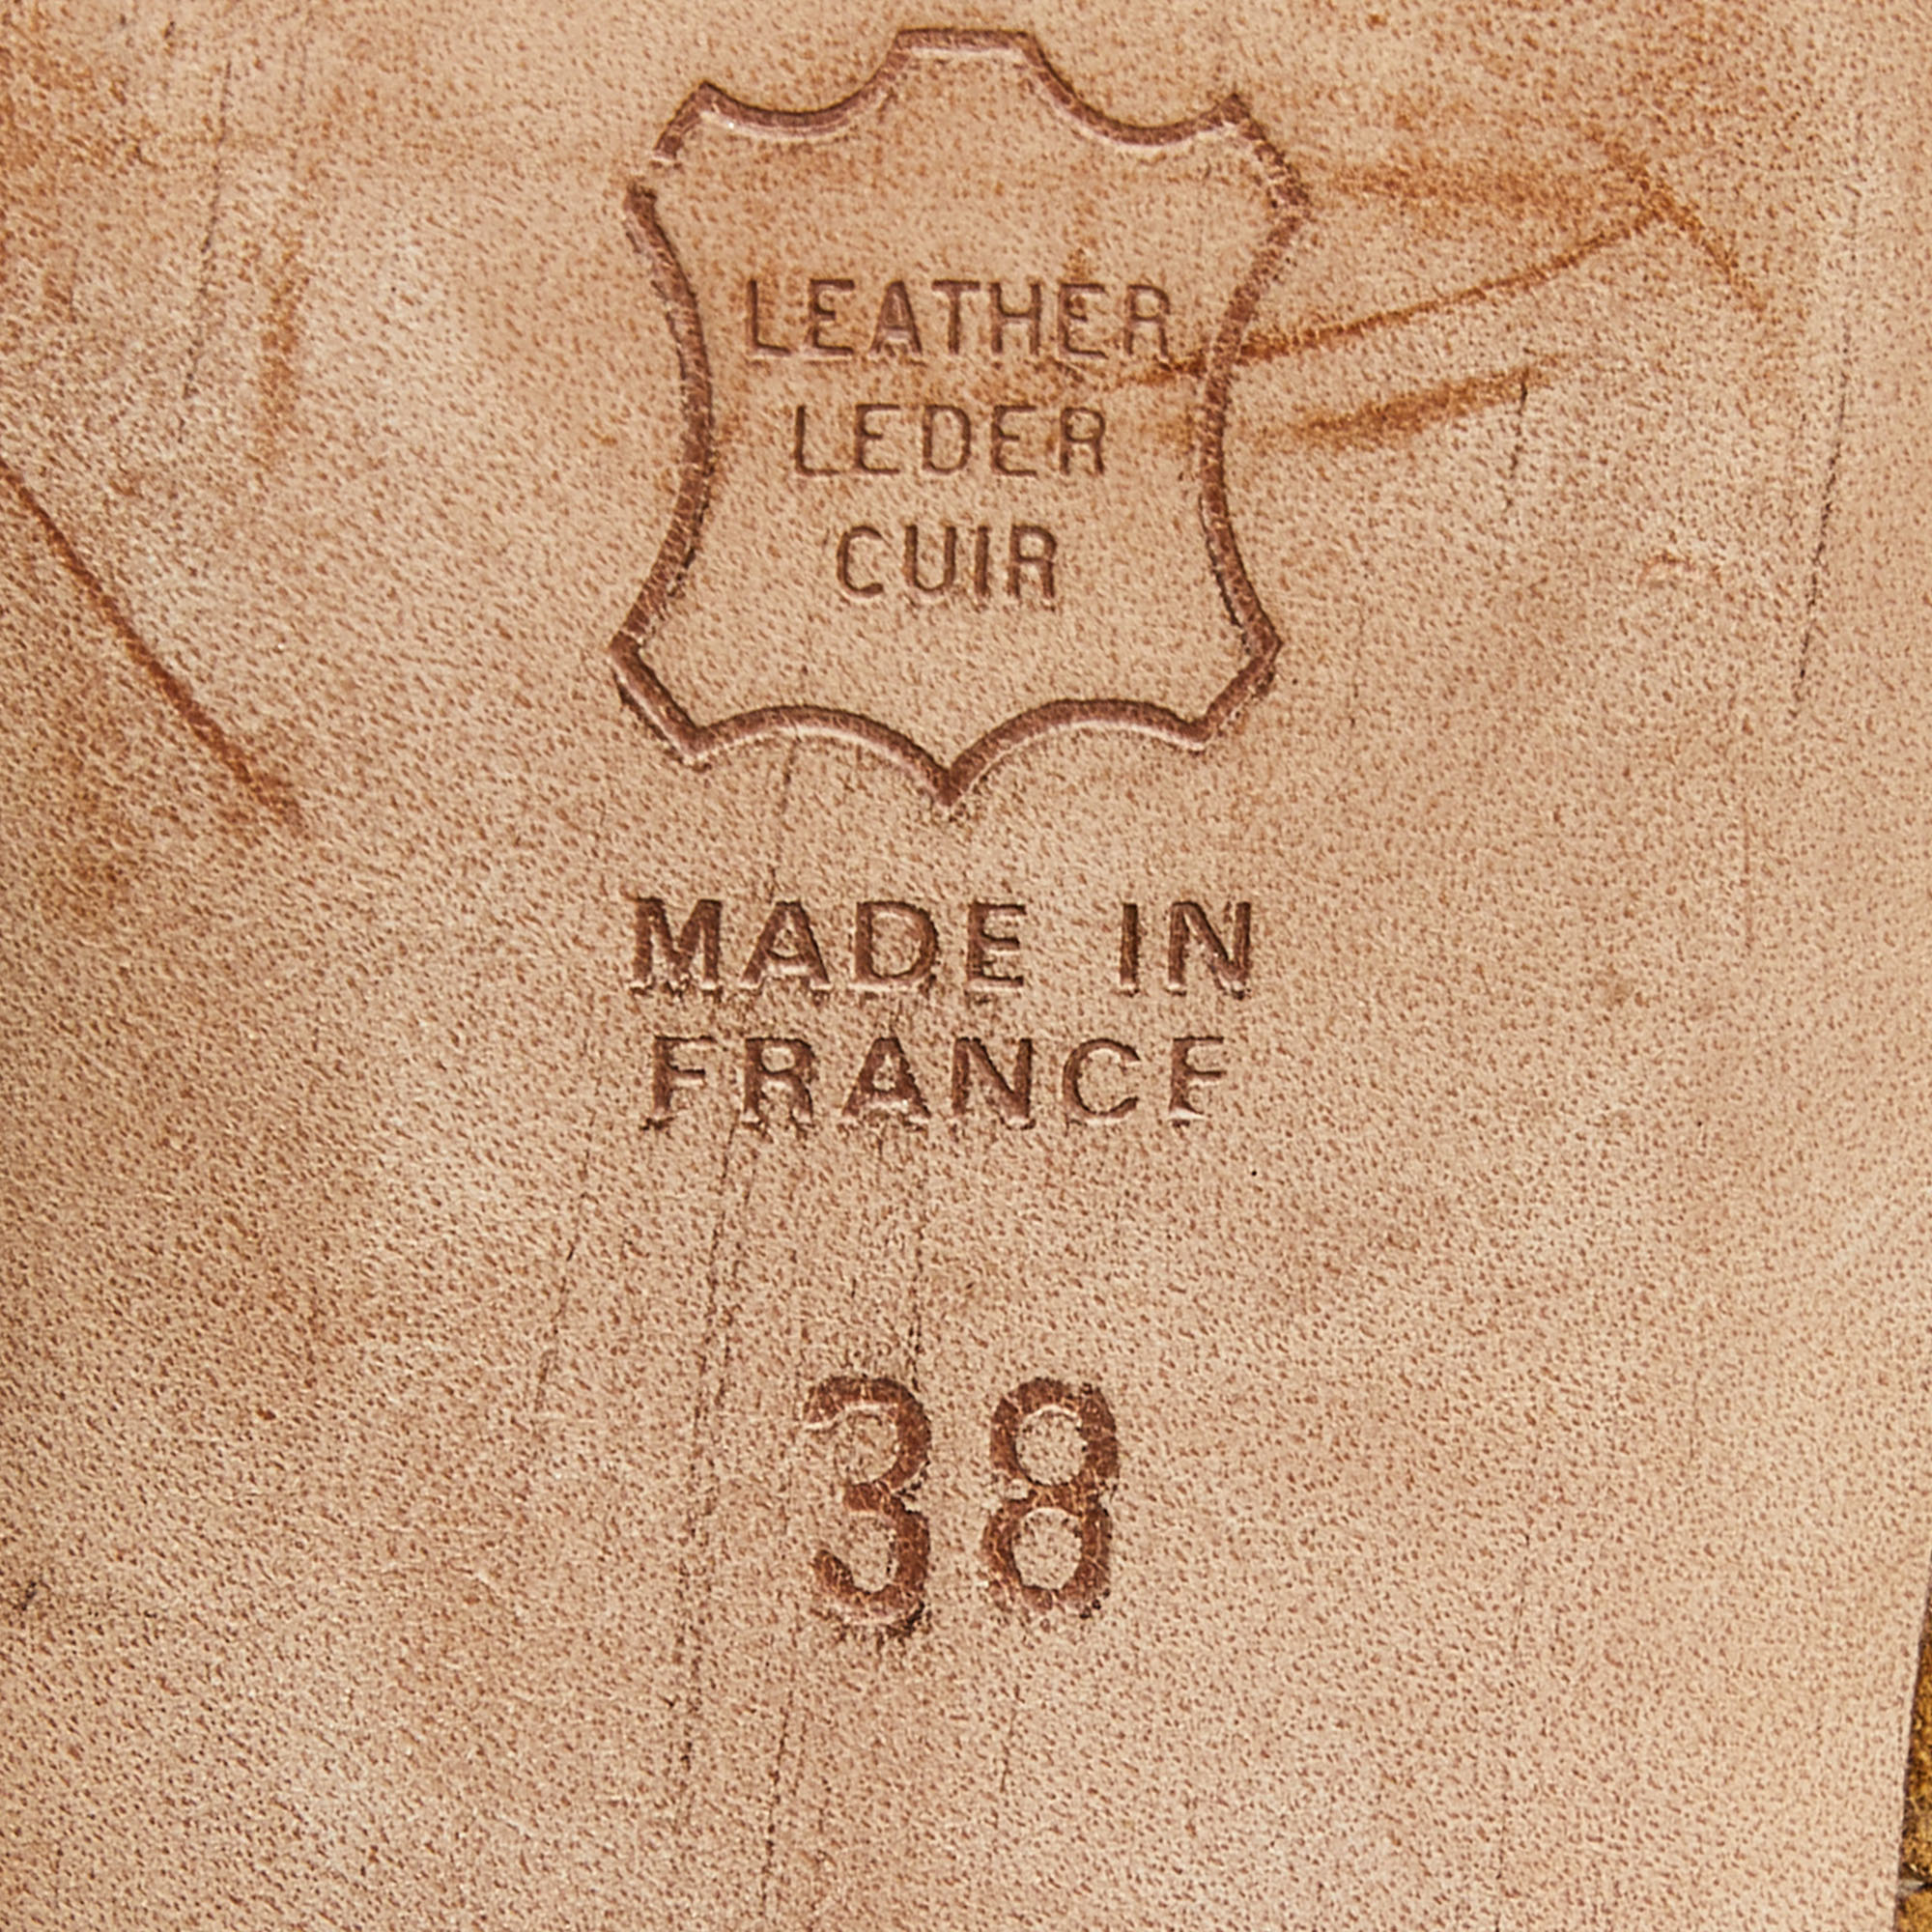 LEATHER
LEDER
CUIR
MADE IN
FRANCE
38